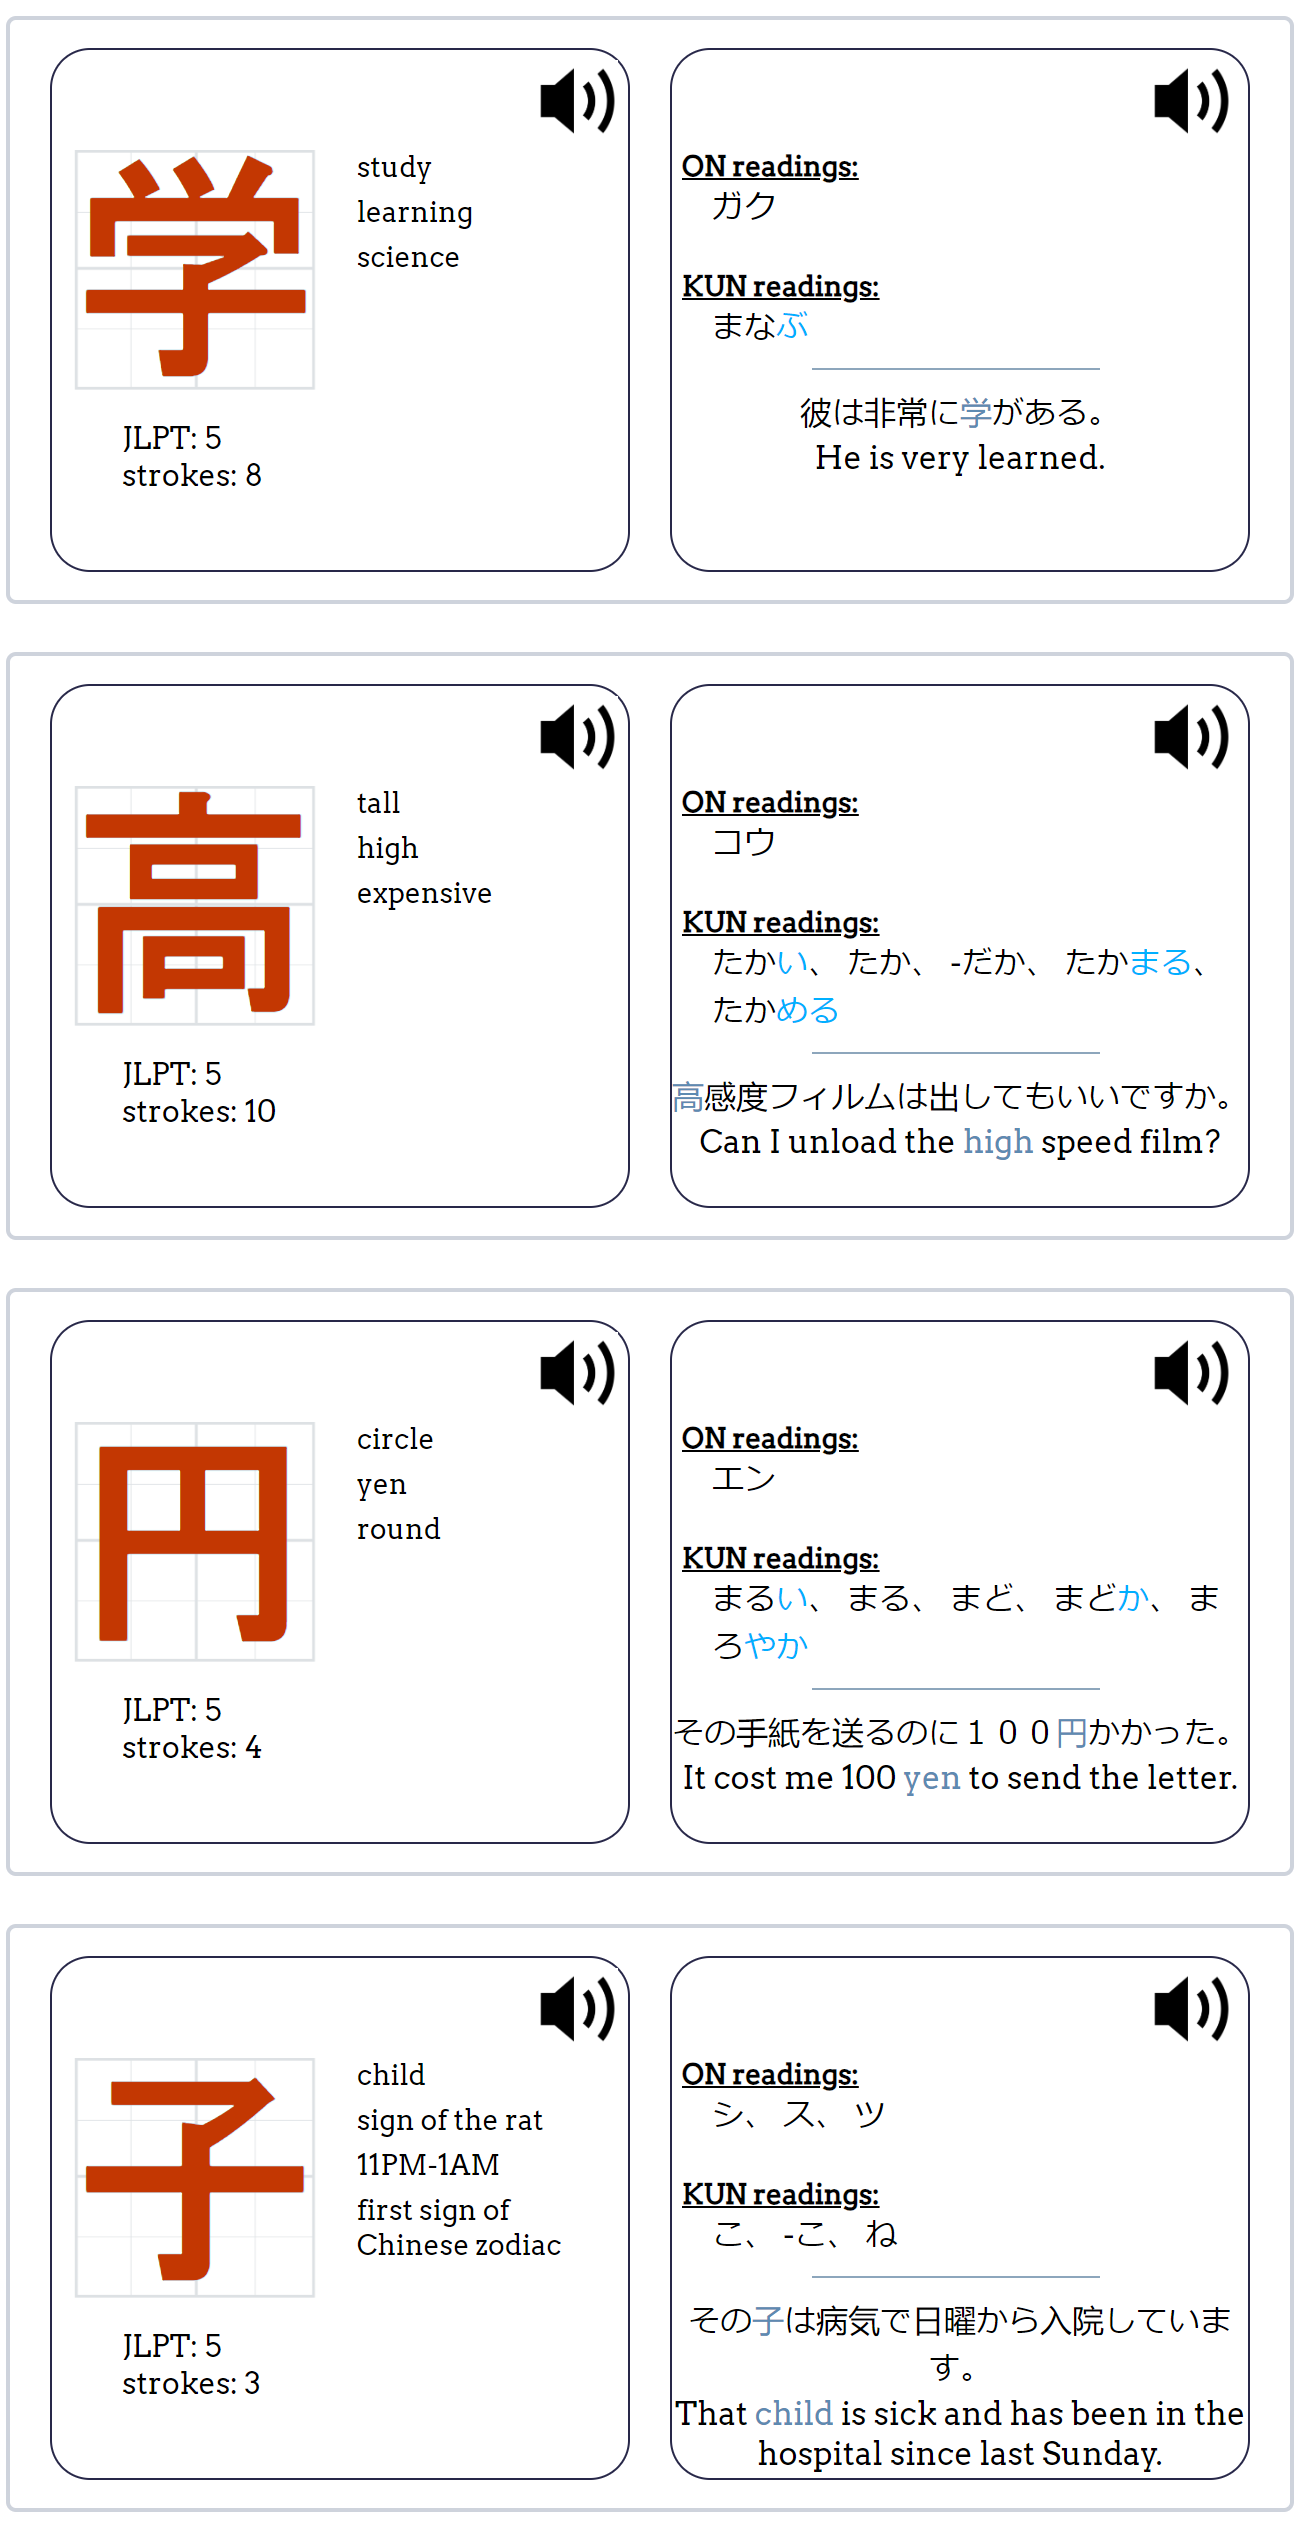 学
study
learning
science
JLPT: 5
strokes: 8
ON readings:
ガク
KUN readings:
まなぶ
彼は非常に学がある。
He is very learned.
高
tall
high
expensive
JLPT: 5
strokes: 10
ON readings:
コウ
KUN readings:
たかい、 たか、 -だか、 たかまる、
たかめる
高感度フィルムは出してもいいですか。
Can I unload the high speed film?
円
circle
yen
round
JLPT: 5
strokes: 4
ON readings:
エン
KUN readings:
まるい、 まる、 まど、 まどか、 ま
ろやか
その手紙を送るのに１００円かかった。
It cost me 100 yen to send the letter.
子
child
sign of the rat
11PM-1AM
first sign of
Chinese zodiac
JLPT: 5
strokes: 3
ON readings:
シ、 ス、 ツ
KUN readings:
こ、 -こ、 ね
その子は病気で日曜から入院していま
す。
That child is sick and has been in the
hospital since last Sunday.